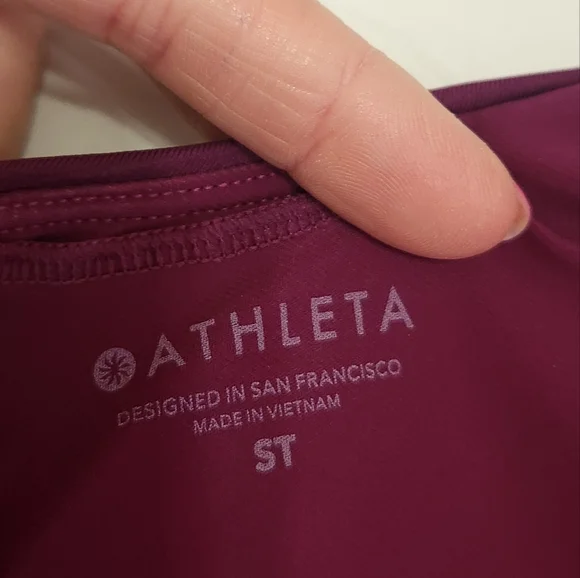 ATHLETA
DESIGNED IN SAN FRANCISCO
MADE IN VIETNAM
ST